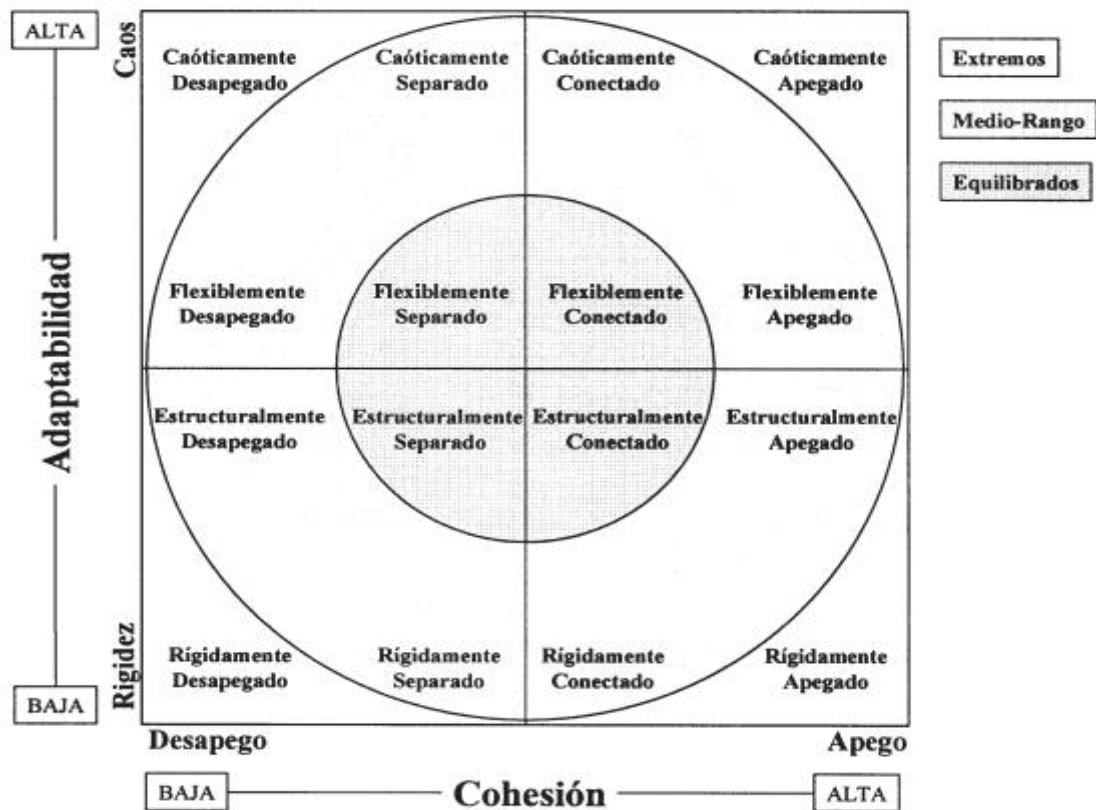 ALTA
Caos
Caóticamente
Desapegado
Caóticamente
Separado
Caóticamente
Conectado
Caóticamente
Apegado
Extremos
Medio-Rango
Equilibrados
Adaptabilidad
Flexiblemente
Desapegado
Flexiblemente
Separado
Flexiblemente
Conectado
Flexiblemente
Apegado
Estructuralmente
Desapegado
Estructuralmente
Separado
Estructuralmente
Conectado
Estructuralmente
Apegado
Rígidamente
Desapegado
Rígidamente
Separado
Rígidamente
Conectado
Rígidamente
Apegado
Rigidez
BAJA
Desapego
Apego
BAJA
Cohesión
ALTA